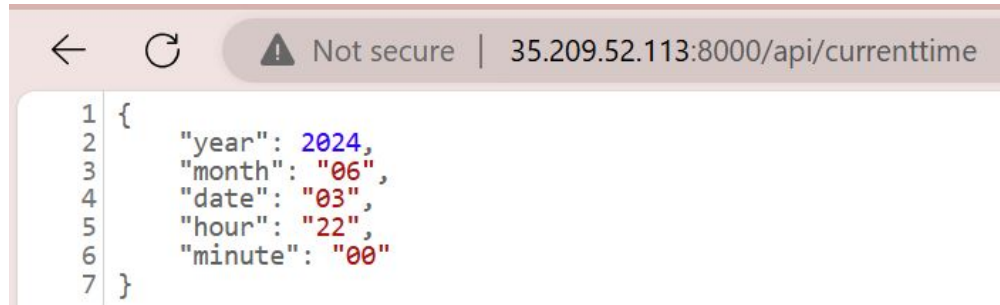 Not secure | 35.209.52.113:8000/api/currenttime
1 {
2 "year": 2024,
3 "month": "06",
4 "date": "03",
5 "hour": "22",
6 "minute": "00"
7 }